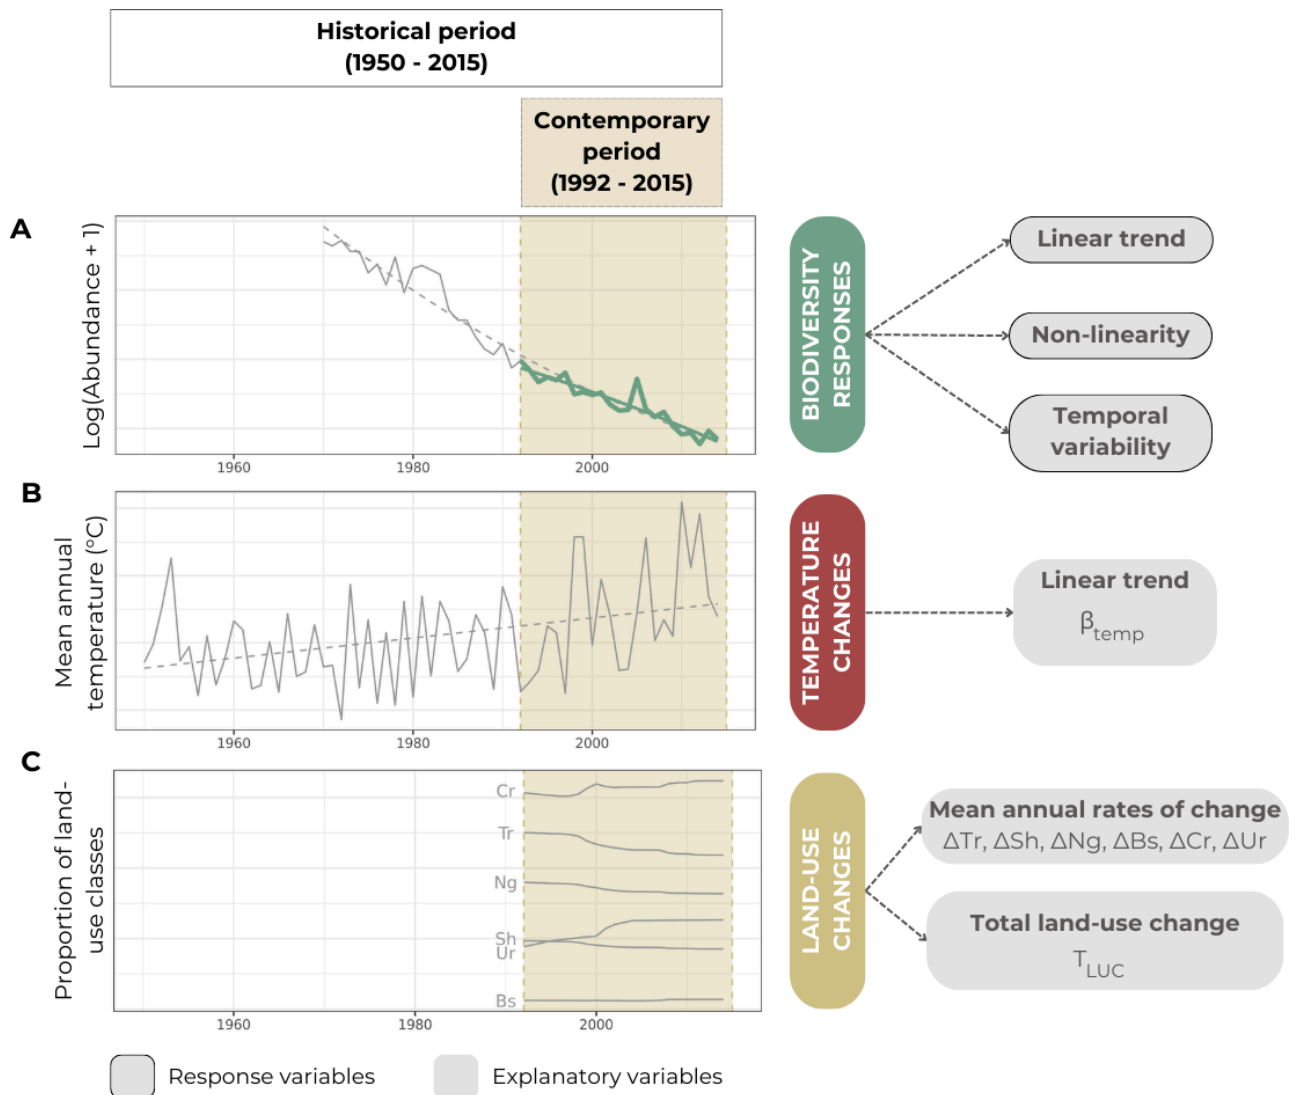 Historical period
(1950 - 2015)
Contemporary
period
(1992 - 2015)
A
Log(Abundance + 1)
1960
1980
2000
BIODIVERSITY
RESPONSES
Linear trend
Non-linearity
Temporal
variability
B
Mean annual
temperature (°C)
1960
1980
2000
TEMPERATURE
CHANGES
Linear trend
βtemp
C
Proportion of land-
use classes
Cr
Tr
Ng
Sh
Ur
Bs
1960
1980
2000
LAND-USE
CHANGES
Mean annual rates of change
ΔTr, ΔSh, ΔNg, ΔBs, ΔCr, ΔUr
Total land-use change
TLUC
Response variables
Explanatory variables